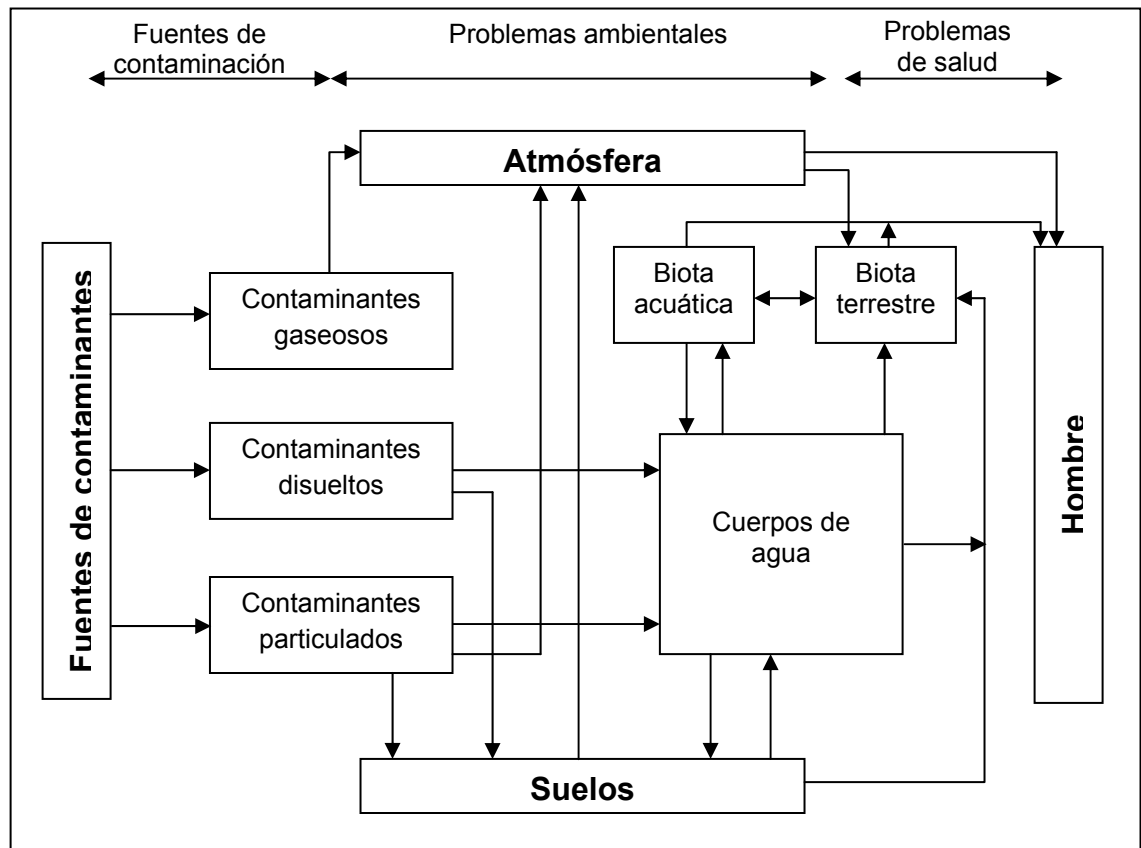 Fuentes de
contaminación
Problemas ambientales
Problemas
de salud
Atmósfera
Fuentes de contaminantes
Contaminantes
gaseosos
Biota
acuática
Biota
terrestre
Hombre
Contaminantes
disueltos
Cuerpos de
agua
Contaminantes
particulados
Suelos